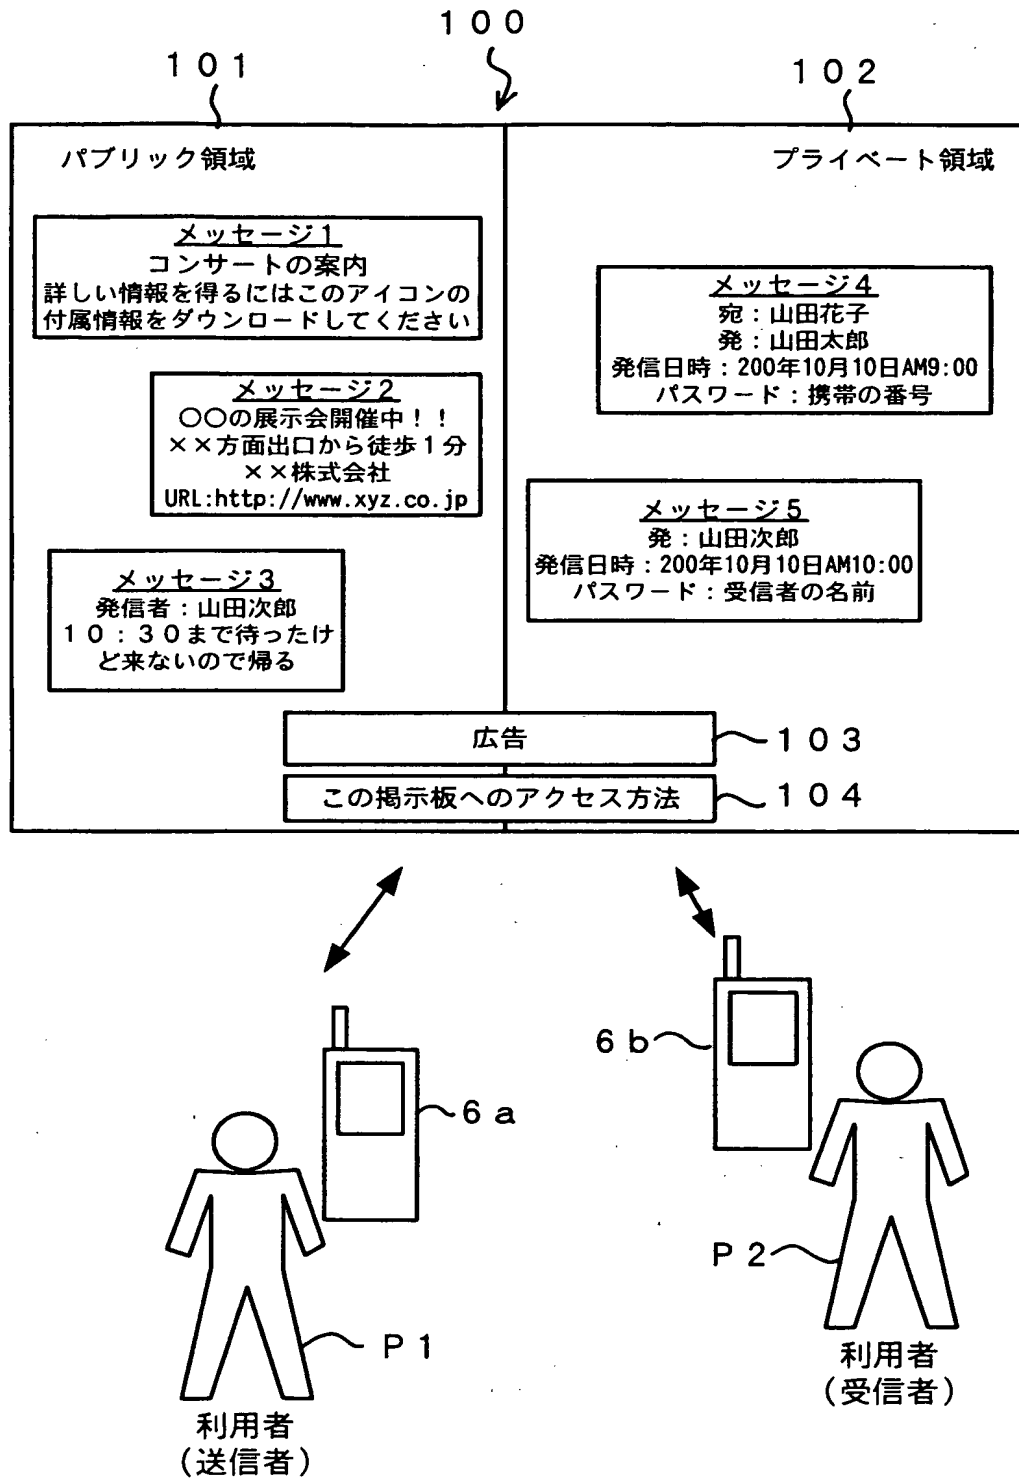 １００
１０１
１０２
パブリック領域
プライベート領域
メッセージ１
コンサートの案内
詳しい情報を得るにはこのアイコンの
付属情報をダウンロードしてください
メッセージ２
○○の展示会開催中！！
××方面出口から徒歩１分
××株式会社
URL:http://www.xyz.co.jp
メッセージ３
発信者：山田次郎
１０：３０まで待ったけ
ど来ないので帰る
メッセージ４
宛：山田花子
発：山田太郎
発信日時：200年10月10日AM9:00
パスワード：携帯の番号
メッセージ５
発：山田次郎
発信日時：200年10月10日AM10:00
パスワード：受信者の名前
広告
１０３
この掲示板へのアクセス方法
１０４
６ａ
６ｂ
Ｐ１
Ｐ２
利用者
（送信者）
利用者
（受信者）